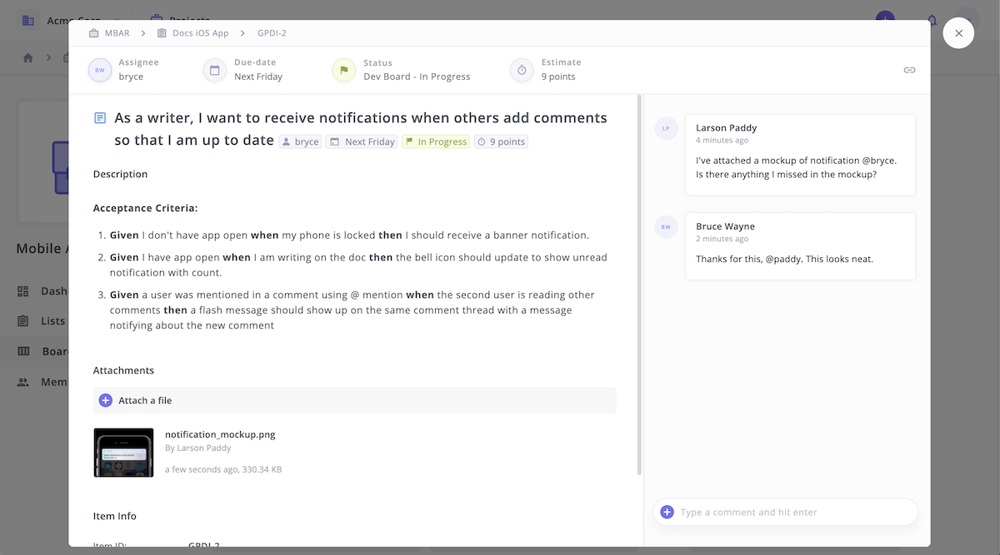 Acme Corp
Projects
MBAR > Docs iOS App > GPDI-2
BW
Assignee
bryce
Due-date
Next Friday
Status
Dev Board - In Progress
Estimate
9 points
As a writer, I want to receive notifications when others add comments
so that I am up to date bryce Next Friday In Progress 9 points
Description
Acceptance Criteria:
1. Given I don't have app open when my phone is locked then I should receive a banner notification.
2. Given I have app open when I am writing on the doc then the bell icon should update to show unread
notification with count.
3. Given a user was mentioned in a comment using @ mention when the second user is reading other
comments then a flash message should show up on the same comment thread with a message
notifying about the new comment
Attachments
Attach a file
notification_mockup.png
By Larson Paddy
a few seconds ago, 330.34 KB
Item Info
Item ID: GPDI-2
LP
Larson Paddy
4 minutes ago
I've attached a mockup of notification @bryce.
Is there anything I missed in the mockup?
BW
Bruce Wayne
2 minutes ago
Thanks for this, @paddy. This looks neat.
Type a comment and hit enter
Mobile A
Dash
Lists
Boar
Mem